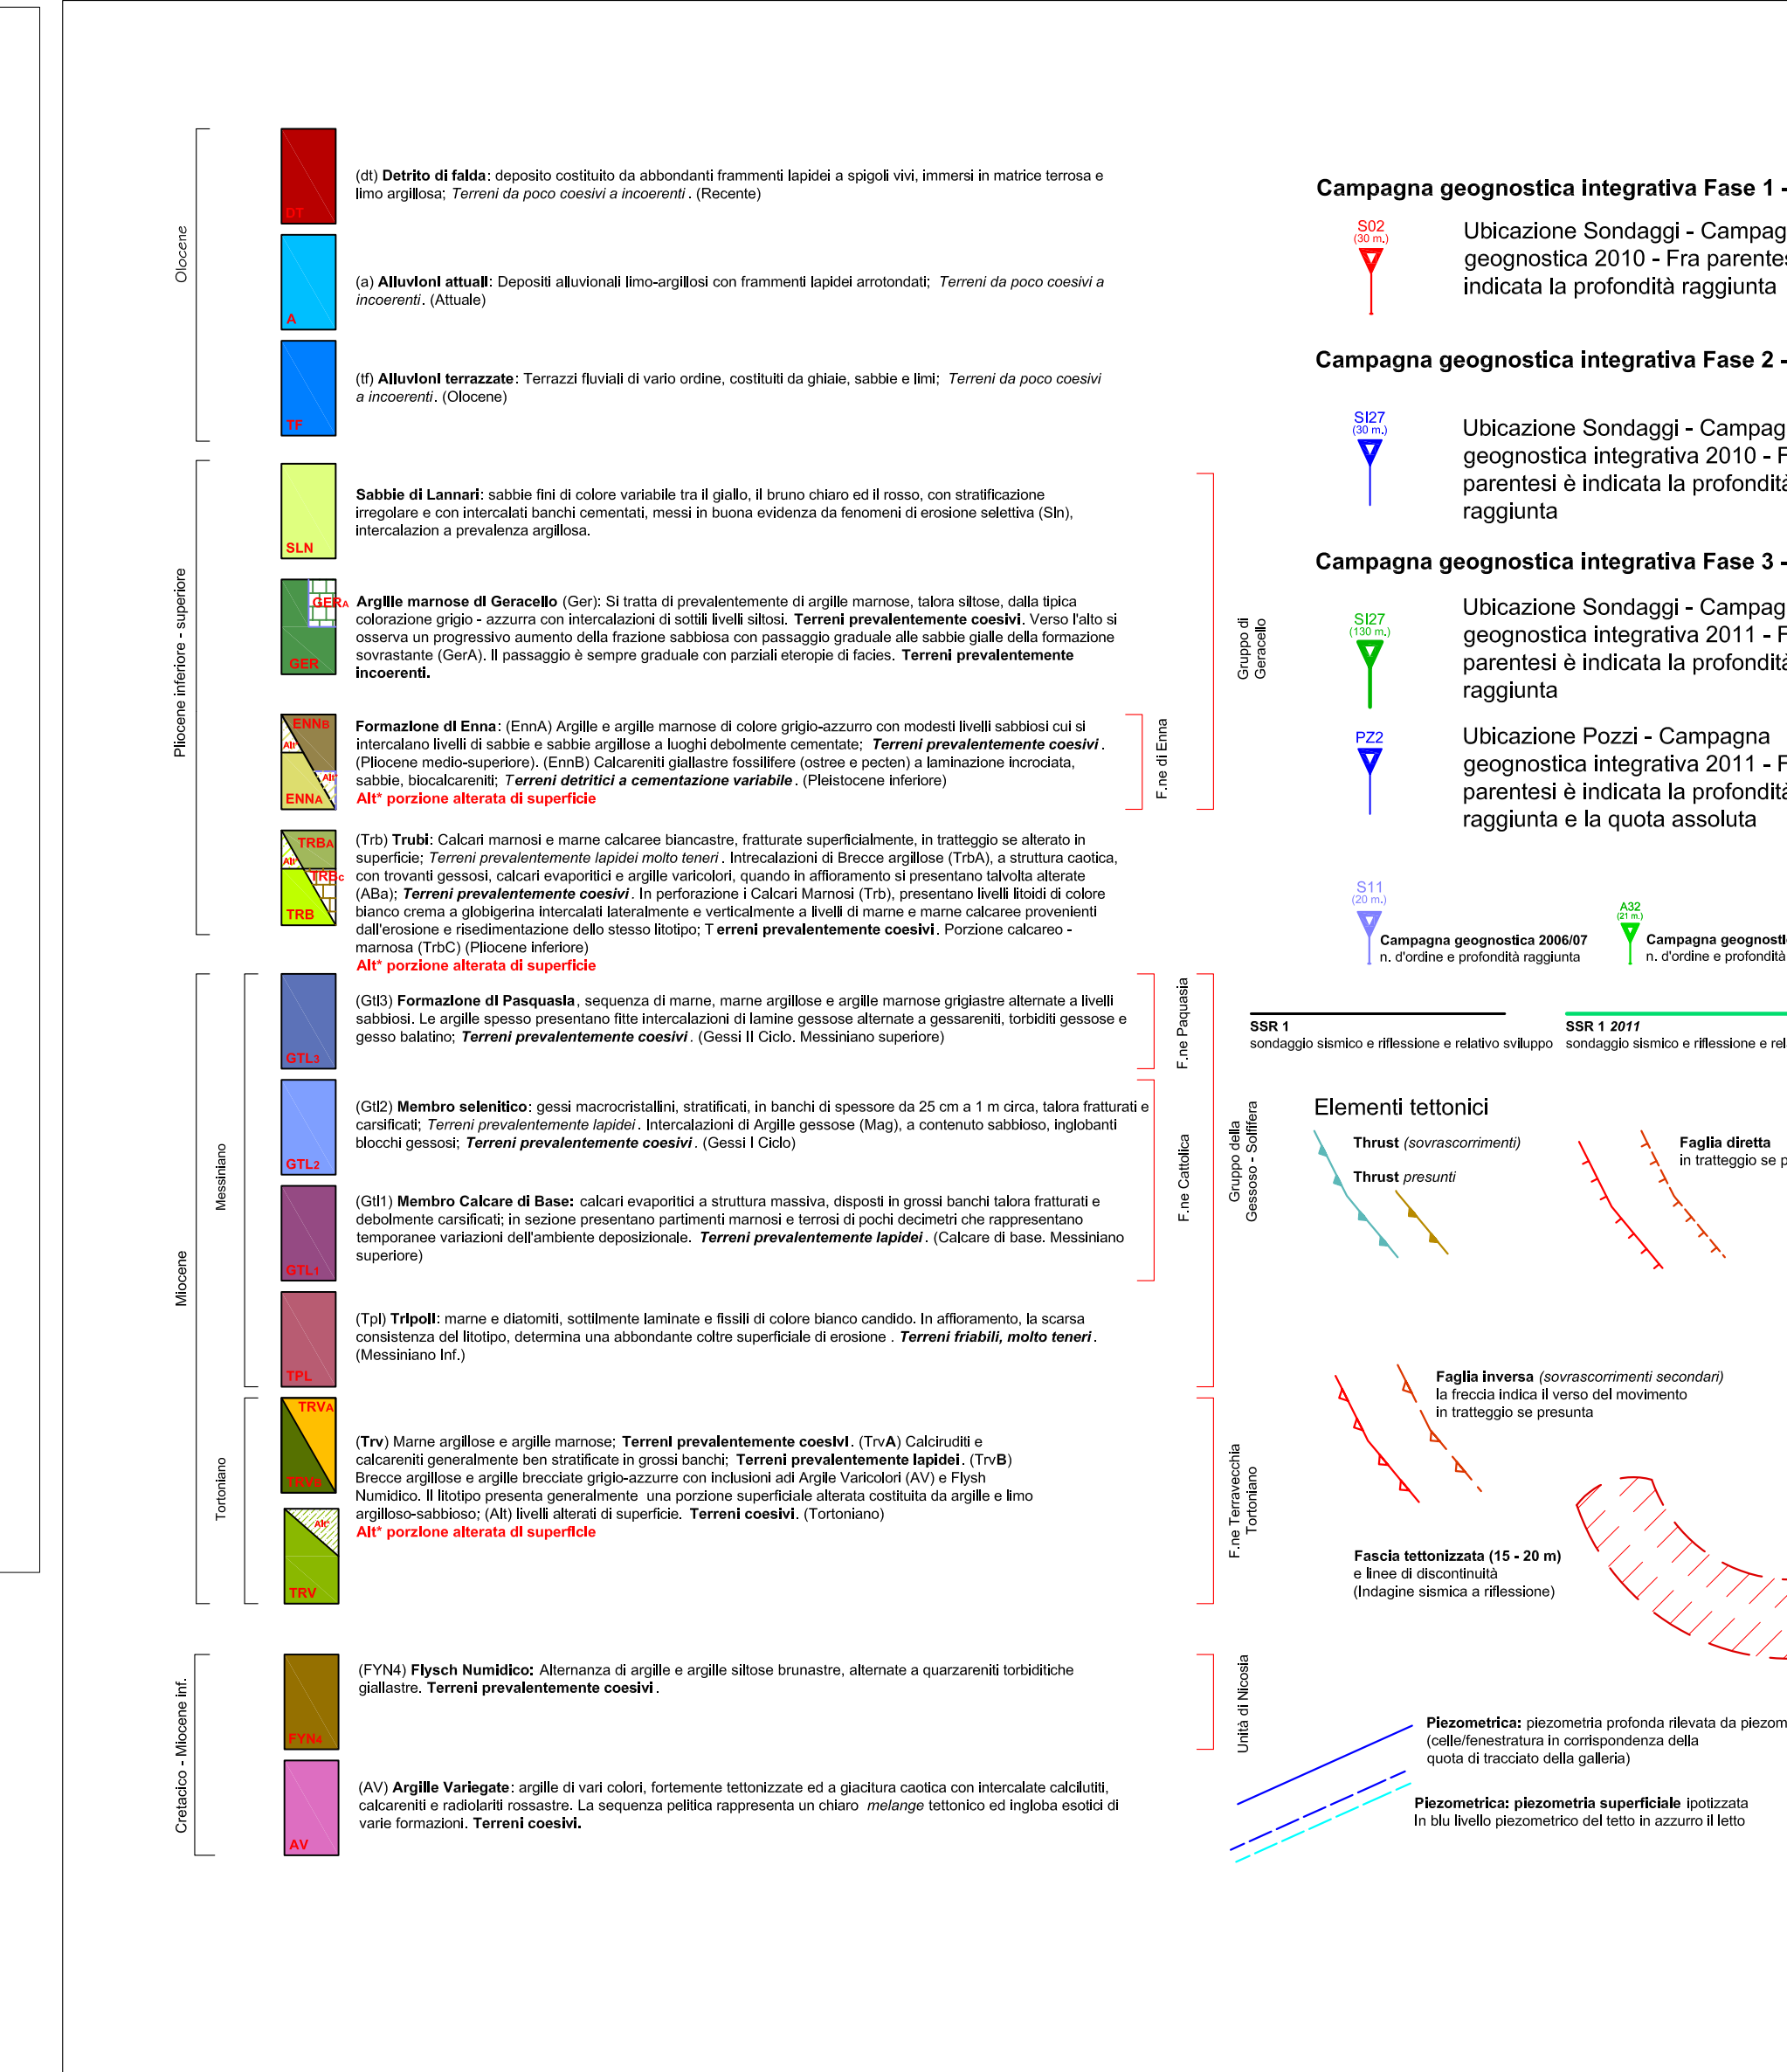 Olocene
DT
(dt) Detrito di falda: deposito costituito da abbondanti frammenti lapidei a spigoli vivi, immersi in matrice terrosa e
limo argillosa; Terreni da poco coesivi a incoerenti. (Recente)
A
(a) Alluvioni attuali: Depositi alluvionali limo-argillosi con frammenti lapidei arrotondati; Terreni da poco coesivi a
incoerenti. (Attuale)
TF
(tf) Alluvioni terrazzate: Terrazzi fluviali di vario ordine, costituiti da ghiaie, sabbie e limi; Terreni da poco coesivi
a incoerenti. (Olocene)
Pliocene inferiore - superiore
SLN
Sabbie di Lannari: sabbie fini di colore variabile tra il giallo, il bruno chiaro ed il rosso, con stratificazione
irregolare e con intercalati banchi cementati, messi in buona evidenza da fenomeni di erosione selettiva (Sln),
intercalazion a prevalenza argillosa.
GERA
GER
Argille marnose di Geracello (Ger): Si tratta di prevalentemente di argille marnose, talora siltose, dalla tipica
colorazione grigio - azzurra con intercalazioni di sottili livelli siltosi. Terreni prevalentemente coesivi. Verso l'alto si
osserva un progressivo aumento della frazione sabbiosa con passaggio graduale alle sabbie gialle della formazione
sovrastante (GerA). Il passaggio è sempre graduale con parziali eteropie di facies. Terreni prevalentemente
incoerenti.
Gruppo di
Geracello
ENNB
Alt*
Alt*
ENNA
Formazione di Enna: (EnnA) Argille e argille marnose di colore grigio-azzurro con modesti livelli sabbiosi cui si
intercalano livelli di sabbie e sabbie argillose a luoghi debolmente cementate; Terreni prevalentemente coesivi.
(Pliocene medio-superiore). (EnnB) Calcareniti giallastre fossilifere (ostree e pecten) a laminazione incrociata,
sabbie, biocalcareniti; Terreni detritici a cementazione variabile. (Pleistocene inferiore)
Alt* porzione alterata di superficie
F.ne di Enna
TRBA
Alt*
TRBC
TRB
(Trb) Trubi: Calcari marnosi e marne calcaree biancastre, fratturate superficialmente, in tratteggio se alterato in
superficie; Terreni prevalentemente lapidei molto teneri. Intrecalazioni di Brecce argillose (TrbA), a struttura caotica,
con trovanti gessosi, calcari evaporitici e argille varicolori, quando in affioramento si presentano talvolta alterate
(ABa); Terreni prevalentemente coesivi. In perforazione i Calcari Marnosi (Trb), presentano livelli litoidi di colore
bianco crema a globigerina intercalati lateralmente e verticalmente a livelli di marne e marne calcaree provenienti
dall'erosione e risedimentazione dello stesso litotipo; T erreni prevalentemente coesivi. Porzione calcareo -
marnosa (TrbC) (Pliocene inferiore)
Alt* porzione alterata di superficie
Miocene
Messiniano
GTL3
(Gtl3) Formazione di Pasquasia, sequenza di marne, marne argillose e argille marnose grigiastre alternate a livelli
sabbiosi. Le argille spesso presentano fitte intercalazioni di lamine gessose alternate a gessareniti, torbiditi gessose e
gesso balatino; Terreni prevalentemente coesivi. (Gessi II Ciclo. Messiniano superiore)
F.ne Paquasia
GTL2
(Gtl2) Membro selenitico: gessi macrocristallini, stratificati, in banchi di spessore da 25 cm a 1 m circa, talora fratturati e
carsificati; Terreni prevalentemente lapidei. Intercalazioni di Argille gessose (Mag), a contenuto sabbioso, inglobanti
blocchi gessosi; Terreni prevalentemente coesivi. (Gessi I Ciclo)
F.ne Cattolica
Gruppo della
Gessoso - Solfifera
GTL1
(Gtl1) Membro Calcare di Base: calcari evaporitici a struttura massiva, disposti in grossi banchi talora fratturati e
debolmente carsificati; in sezione presentano partimenti marnosi e terrosi di pochi decimetri che rappresentano
temporanee variazioni dell'ambiente deposizionale. Terreni prevalentemente lapidei. (Calcare di base. Messiniano
superiore)
TPL
(Tpl) Tripoli: marne e diatomiti, sottilmente laminate e fissili di colore bianco candido. In affioramento, la scarsa
consistenza del litotipo, determina una abbondante coltre superficiale di erosione . Terreni friabili, molto teneri.
(Messiniano Inf.)
Tortoniano
TRVA
TRVB
Alt*
TRV
(Trv) Marne argillose e argille marnose; Terreni prevalentemente coesivi. (TrvA) Calciruditi e
calcareniti generalmente ben stratificate in grossi banchi; Terreni prevalentemente lapidei. (TrvB)
Brecce argillose e argille brecciate grigio-azzurre con inclusioni adi Argile Varicolori (AV) e Flysh
Numidico. Il litotipo presenta generalmente una porzione superficiale alterata costituita da argille e limo
argilloso-sabbioso; (Alt) livelli alterati di superficie. Terreni coesivi. (Tortoniano)
Alt* porzione alterata di superficie
F.ne Terravecchia
Tortoniano
Cretacico - Miocene inf.
FYN4
(FYN4) Flysch Numidico: Alternanza di argille e argille siltose brunastre, alternate a quarzareniti torbiditiche
giallastre. Terreni prevalentemente coesivi.
Unità di Nicosia
AV
(AV) Argille Variegate: argille di vari colori, fortemente tettonizzate ed a giacitura caotica con intercalate calcilutiti,
calcareniti e radiolariti rossastre. La sequenza pelitica rappresenta un chiaro melange tettonico ed ingloba esotici di
varie formazioni. Terreni coesivi.
Campagna geognostica integrativa Fase 1 -
S02
(30 m.)
Ubicazione Sondaggi - Campag
geognostica 2010 - Fra parentes
indicata la profondità raggiunta
Campagna geognostica integrativa Fase 2 -
SI27
(30 m.)
Ubicazione Sondaggi - Campag
geognostica integrativa 2010 - F
parentesi è indicata la profondità
raggiunta
Campagna geognostica integrativa Fase 3 -
SI27
(130 m.)
Ubicazione Sondaggi - Campag
geognostica integrativa 2011 - F
parentesi è indicata la profondità
raggiunta
PZ2
Ubicazione Pozzi - Campagna
geognostica integrativa 2011 - F
parentesi è indicata la profondità
raggiunta e la quota assoluta
S11
(20 m.)
Campagna geognostica 2006/07
n. d'ordine e profondità raggiunta
A32
(21 m.)
Campagna geognosti
n. d'ordine e profondità
SSR 1
sondaggio sismico e riflessione e relativo sviluppo
SSR 1 2011
sondaggio sismico e riflessione e rel
Elementi tettonici
Thrust (sovrascorrimenti)
Thrust presunti
Faglia diretta
in tratteggio se p
Faglia inversa (sovrascorrimenti secondari)
la freccia indica il verso del movimento
in tratteggio se presunta
Fascia tettonizzata (15 - 20 m)
e linee di discontinuità
(Indagine sismica a riflessione)
Piezometrica: piezometria profonda rilevata da piezom
(celle/fenestratura in corrispondenza della
quota di tracciato della galleria)
Piezometrica: piezometria superficiale ipotizzata
In blu livello piezometrico del tetto in azzurro il letto